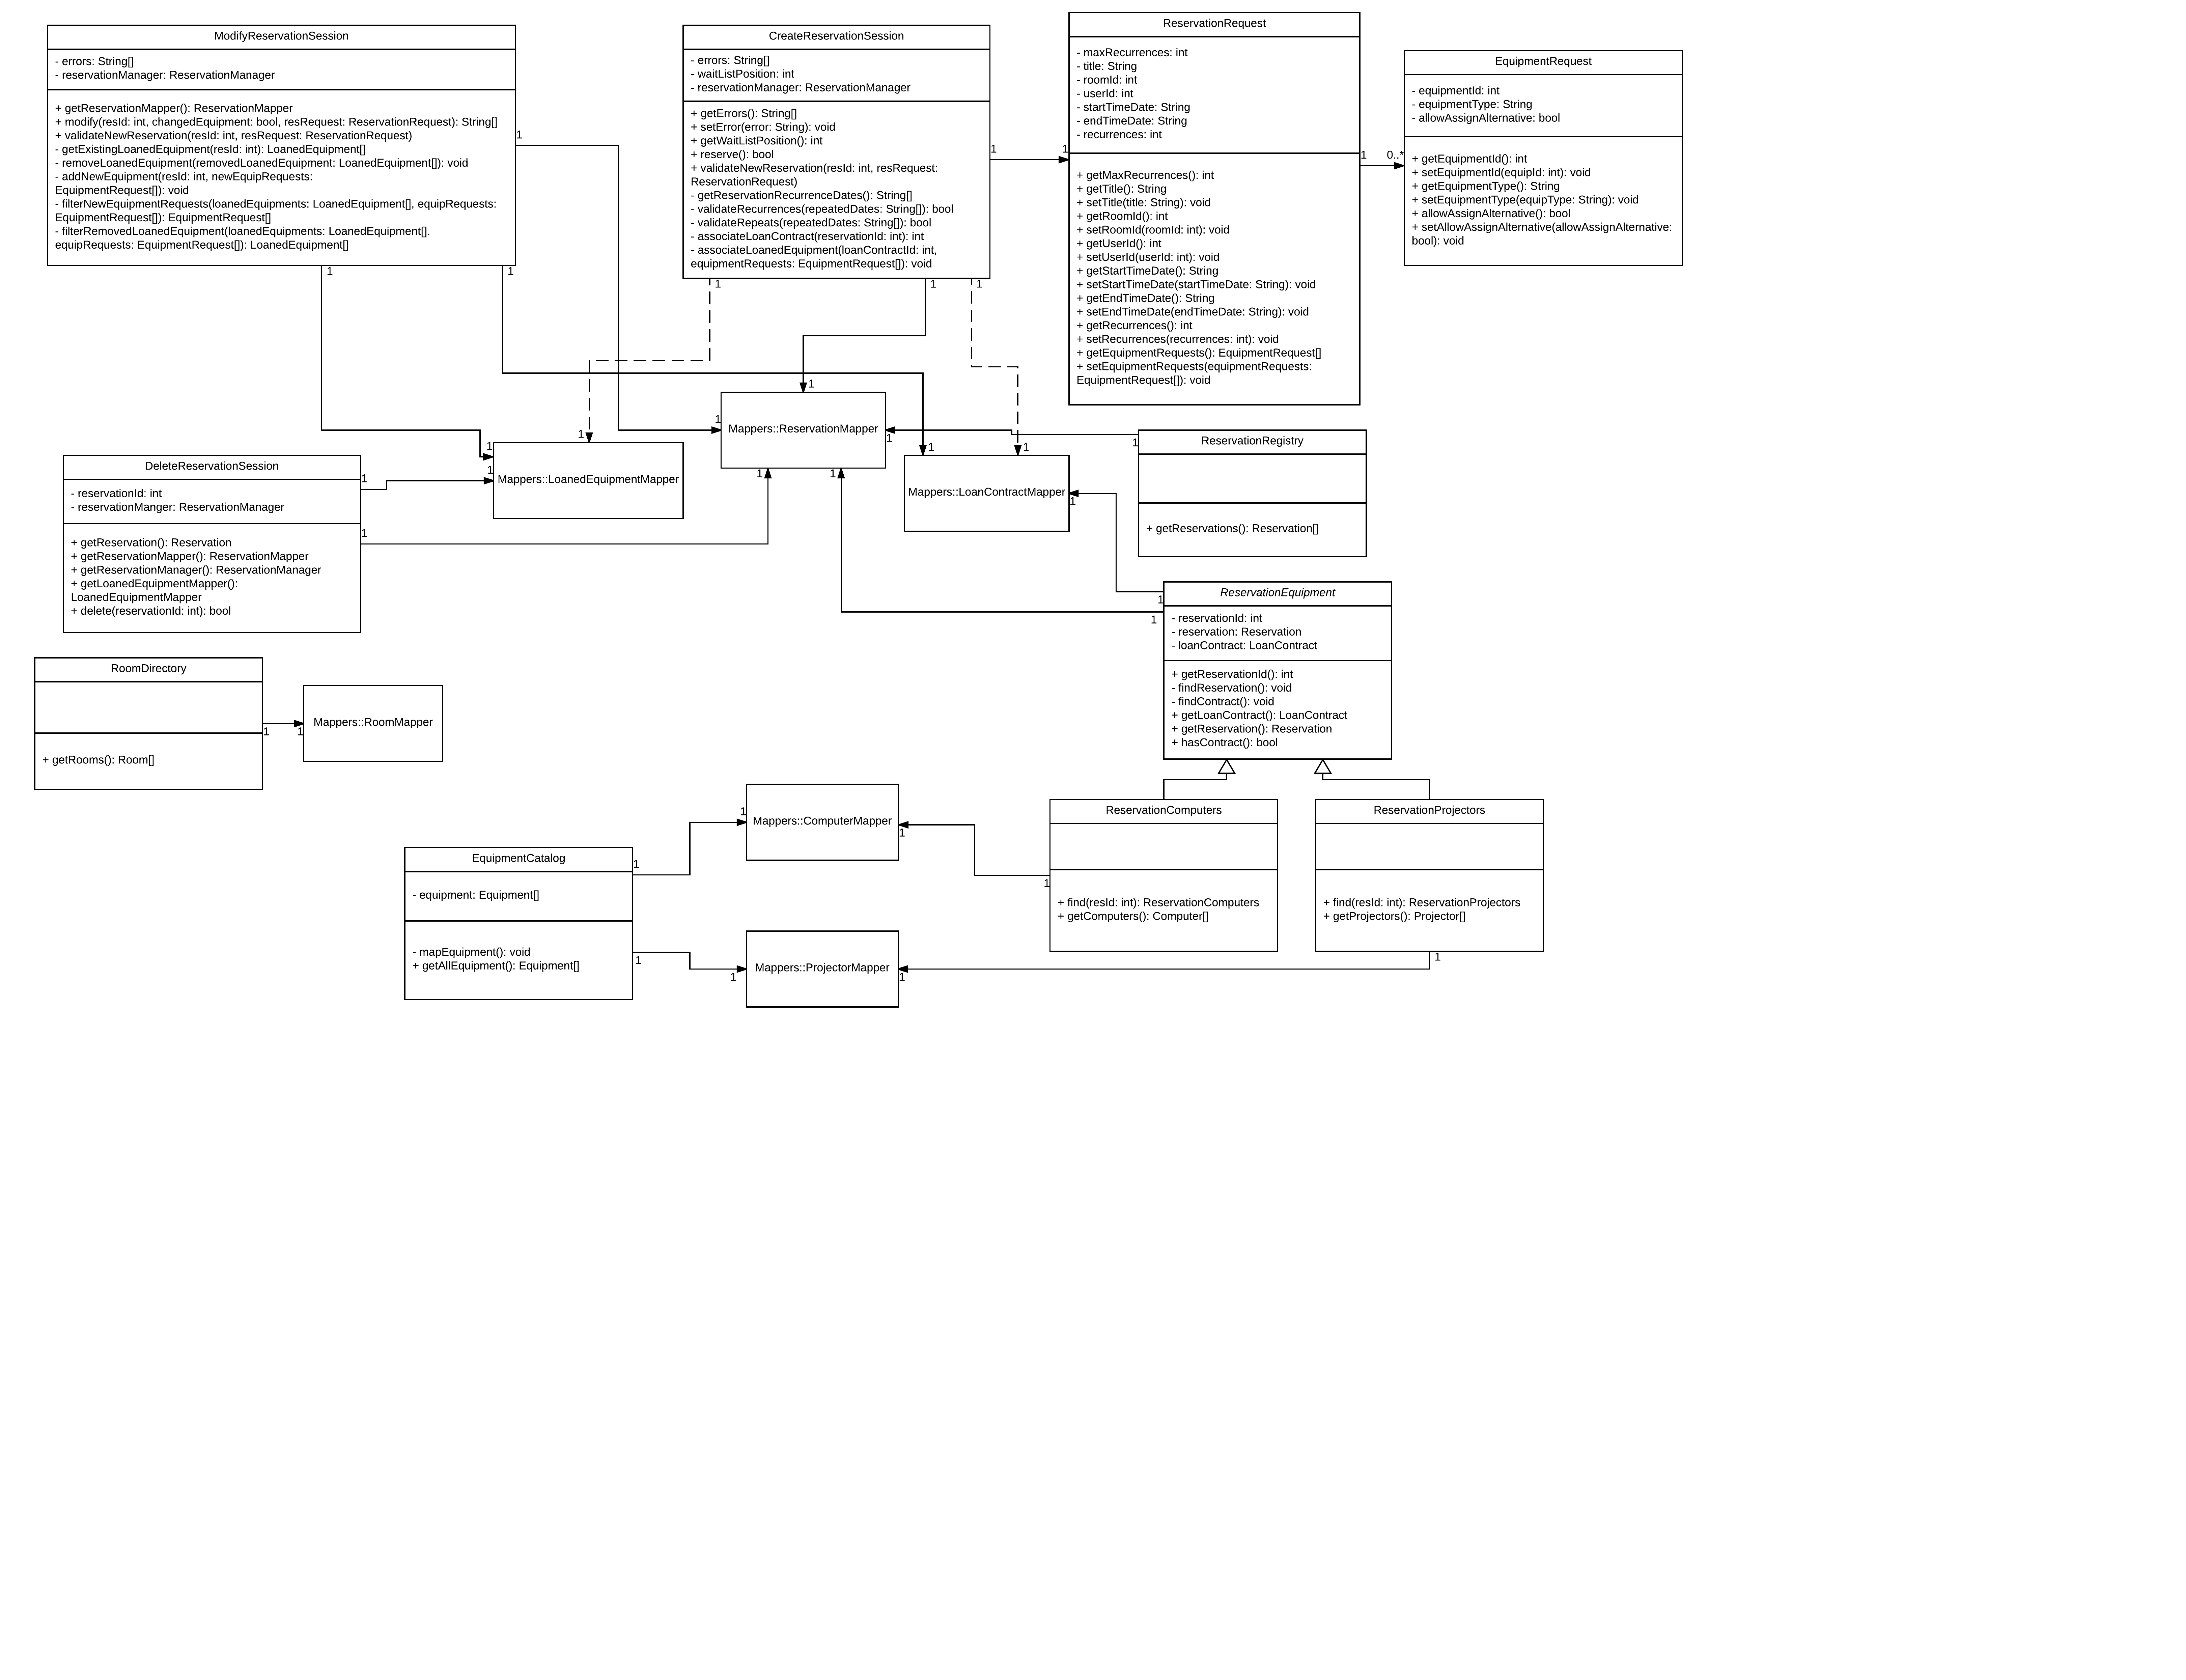 ModifyReservationSession
- errors: String[]
- reservationManager: ReservationManager
+ getReservationMapper(): ReservationMapper
+ modify(resId: int, changedEquipment: bool, resRequest: ReservationRequest): String[]
+ validateNewReservation(resId: int, resRequest: ReservationRequest)
- getExistingLoanedEquipment(resId: int): LoanedEquipment[]
- removeLoanedEquipment(removedLoanedEquipment: LoanedEquipment[]): void
- addNewEquipment(resId: int, newEquipRequests:
EquipmentRequest[]): void
- filterNewEquipmentRequests(loanedEquipments: LoanedEquipment[], equipRequests:
EquipmentRequest[]): EquipmentRequest[]
- filterRemovedLoanedEquipment(loanedEquipments: LoanedEquipment[].
equipRequests: EquipmentRequest[]): LoanedEquipment[]
1
1
1
CreateReservationSession
- errors: String[]
- waitListPosition: int
- reservationManager: ReservationManager
+ getErrors(): String[]
+ setError(error: String): void
+ getWaitListPosition(): int
+ reserve(): bool
+ validateNewReservation(resId: int, resRequest:
ReservationRequest)
- getReservationRecurrenceDates(): String[]
- validateRecurrences(repeatedDates: String[]): bool
- validateRepeats(repeatedDates: String[]): bool
- associateLoanContract(reservationId: int): int
- associateLoanedEquipment(loanContractId: int,
equipmentRequests: EquipmentRequest[]): void
1
1
1
1
1
ReservationRequest
- maxRecurrences: int
- title: String
- roomId: int
- userId: int
- startTimeDate: String
- endTimeDate: String
- recurrences: int
+ getMaxRecurrences(): int
+ getTitle(): String
+ setTitle(title: String): void
+ getRoomId(): int
+ setRoomId(roomId: int): void
+ getUserId(): int
+ setUserId(userId: int): void
+ getStartTimeDate(): String
+ setStartTimeDate(startTimeDate: String): void
+ getEndTimeDate(): String
+ setEndTimeDate(endTimeDate: String): void
+ getRecurrences(): int
+ setRecurrences(recurrences: int): void
+ getEquipmentRequests(): EquipmentRequest[]
+ setEquipmentRequests(equipmentRequests:
EquipmentRequest[]): void
1
0..*
EquipmentRequest
- equipmentId: int
- equipmentType: String
- allowAssignAlternative: bool
+ getEquipmentId(): int
+ setEquipmentId(equipId: int): void
+ getEquipmentType(): String
+ setEquipmentType(equipType: String): void
+ allowAssignAlternative(): bool
+ setAllowAssignAlternative(allowAssignAlternative:
bool): void
1
1
1
1
Mappers::LoanedEquipmentMapper
1
1
1
1
1
Mappers::ReservationMapper
1
1
1
Mappers::LoanContractMapper
1
ReservationRegistry
+ getReservations(): Reservation[]
DeleteReservationSession
- reservationId: int
- reservationManger: ReservationManager
+ getReservation(): Reservation
+ getReservationMapper(): ReservationMapper
+ getReservationManager(): ReservationManager
+ getLoanedEquipmentMapper():
LoanedEquipmentMapper
+ delete(reservationId: int): bool
1
1
1
1
ReservationEquipment
- reservationId: int
- reservation: Reservation
- loanContract: LoanContract
+ getReservationId(): int
- findReservation(): void
- findContract(): void
+ getLoanContract(): LoanContract
+ getReservation(): Reservation
+ hasContract(): bool
RoomDirectory
+ getRooms(): Room[]
1
1
Mappers::RoomMapper
1
Mappers::ComputerMapper
1
1
ReservationComputers
+ find(resId: int): ReservationComputers
+ getComputers(): Computer[]
ReservationProjectors
+ find(resId: int): ReservationProjectors
+ getProjectors(): Projector[]
1
EquipmentCatalog
- equipment: Equipment[]
- mapEquipment(): void
+ getAllEquipment(): Equipment[]
1
1
1
Mappers::ProjectorMapper
1